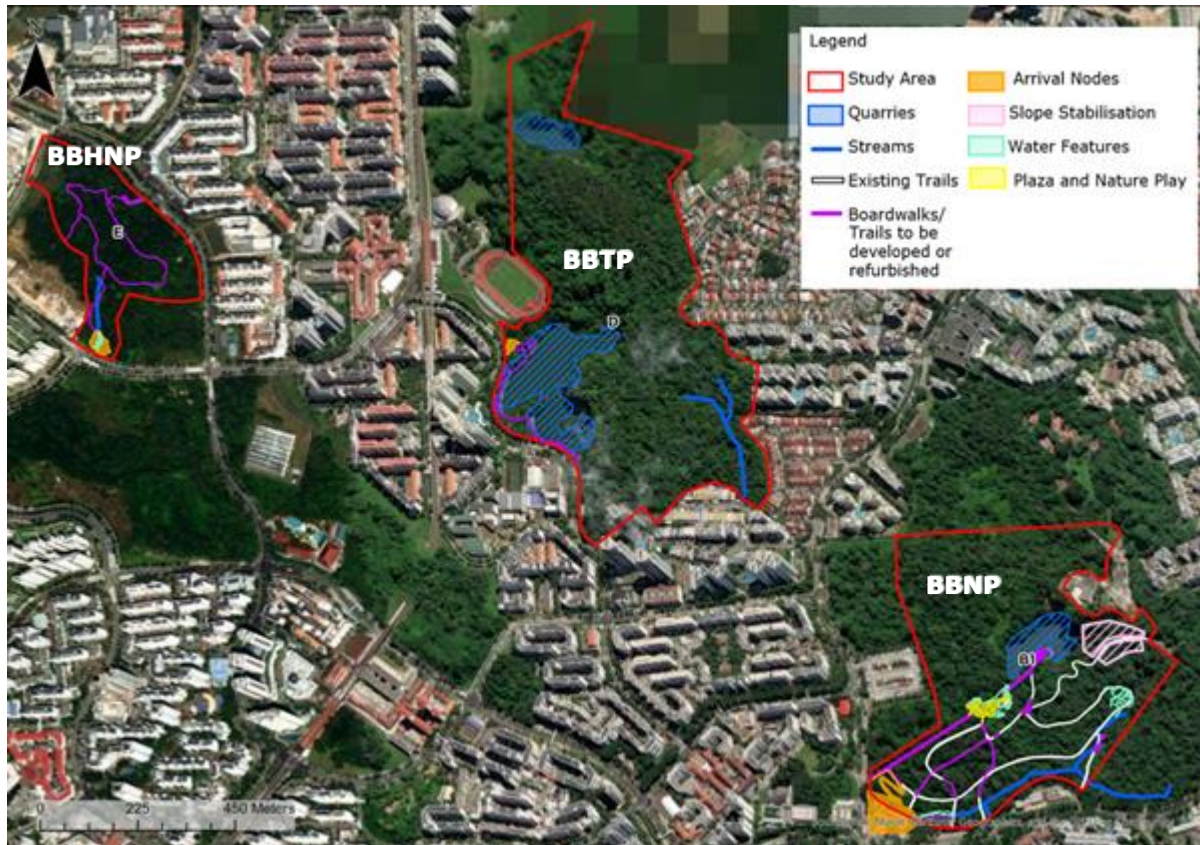 N
Legend
Study Area
Arrival Nodes
Quarries
Slope Stabilisation
Streams
Water Features
Existing Trails
Plaza and Nature Play
Boardwalks/
Trails to be
developed or
refurbished
BBHNP
E
BBTP
D
BBNP
B1
0 225 450 Meters